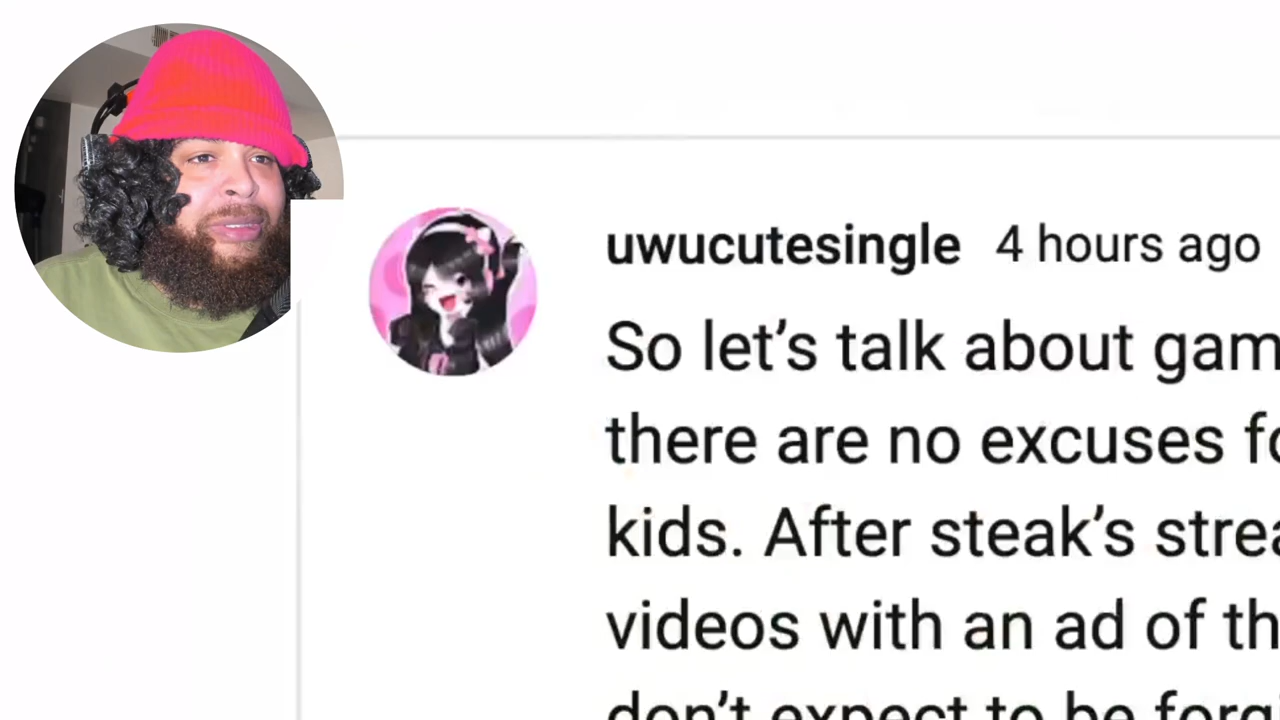 uwucutesingle 4 hours ago
So let’s talk about gam
there are no excuses fo
kids. After steak’s strea
videos with an ad of th
don’t expect to be forgi